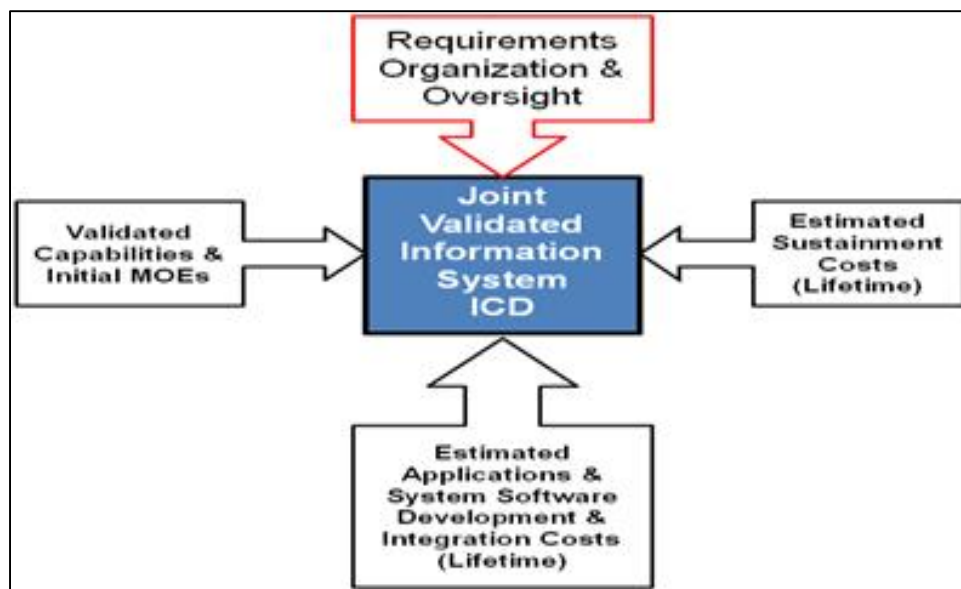 Requirements
Organization &
Oversight
Joint
Validated
Information
System
ICD
Validated
Capabilities &
Initial MOEs
Estimated
Sustainment
Costs
(Lifetime)
Estimated
Applications &
System Software
Development &
Integration Costs
(Lifetime)